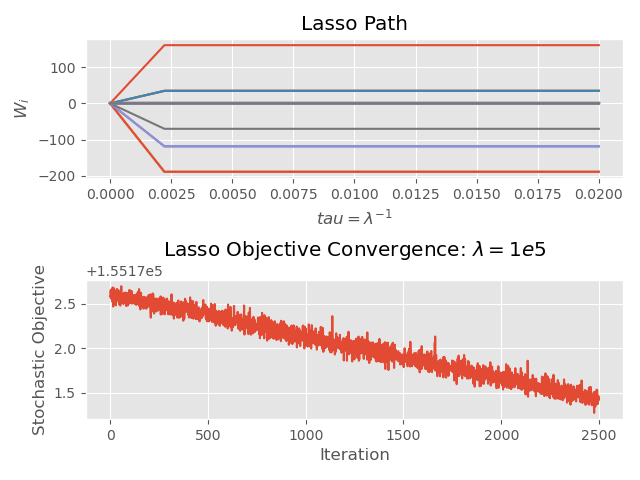 Lasso Path
100
0
−100
−200
W_i
0.0000 0.0025 0.0050 0.0075 0.0100 0.0125 0.0150 0.0175 0.0200
tau = λ⁻¹
Lasso Objective Convergence: λ = 1e5
+1.5517e5
2.5
2.0
1.5
Stochastic Objective
0 500 1000 1500 2000 2500
Iteration